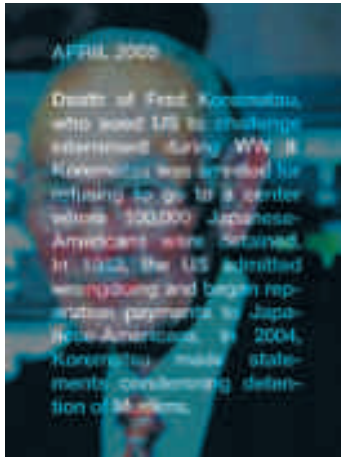 APRIL 2005
Death of Fred Korematsu,
who sued US to challenge
internment during WW II.
Korematsu was arrested for
refusing to go to a center
where 100,000 Japanese-
Americans were detained.
In the US admitted
wrongdoing and began rep-
aration payments to Japa-
nese-Americans. In 2004,
Korematsu made state-
ments condemning deten-
tion of Muslims.